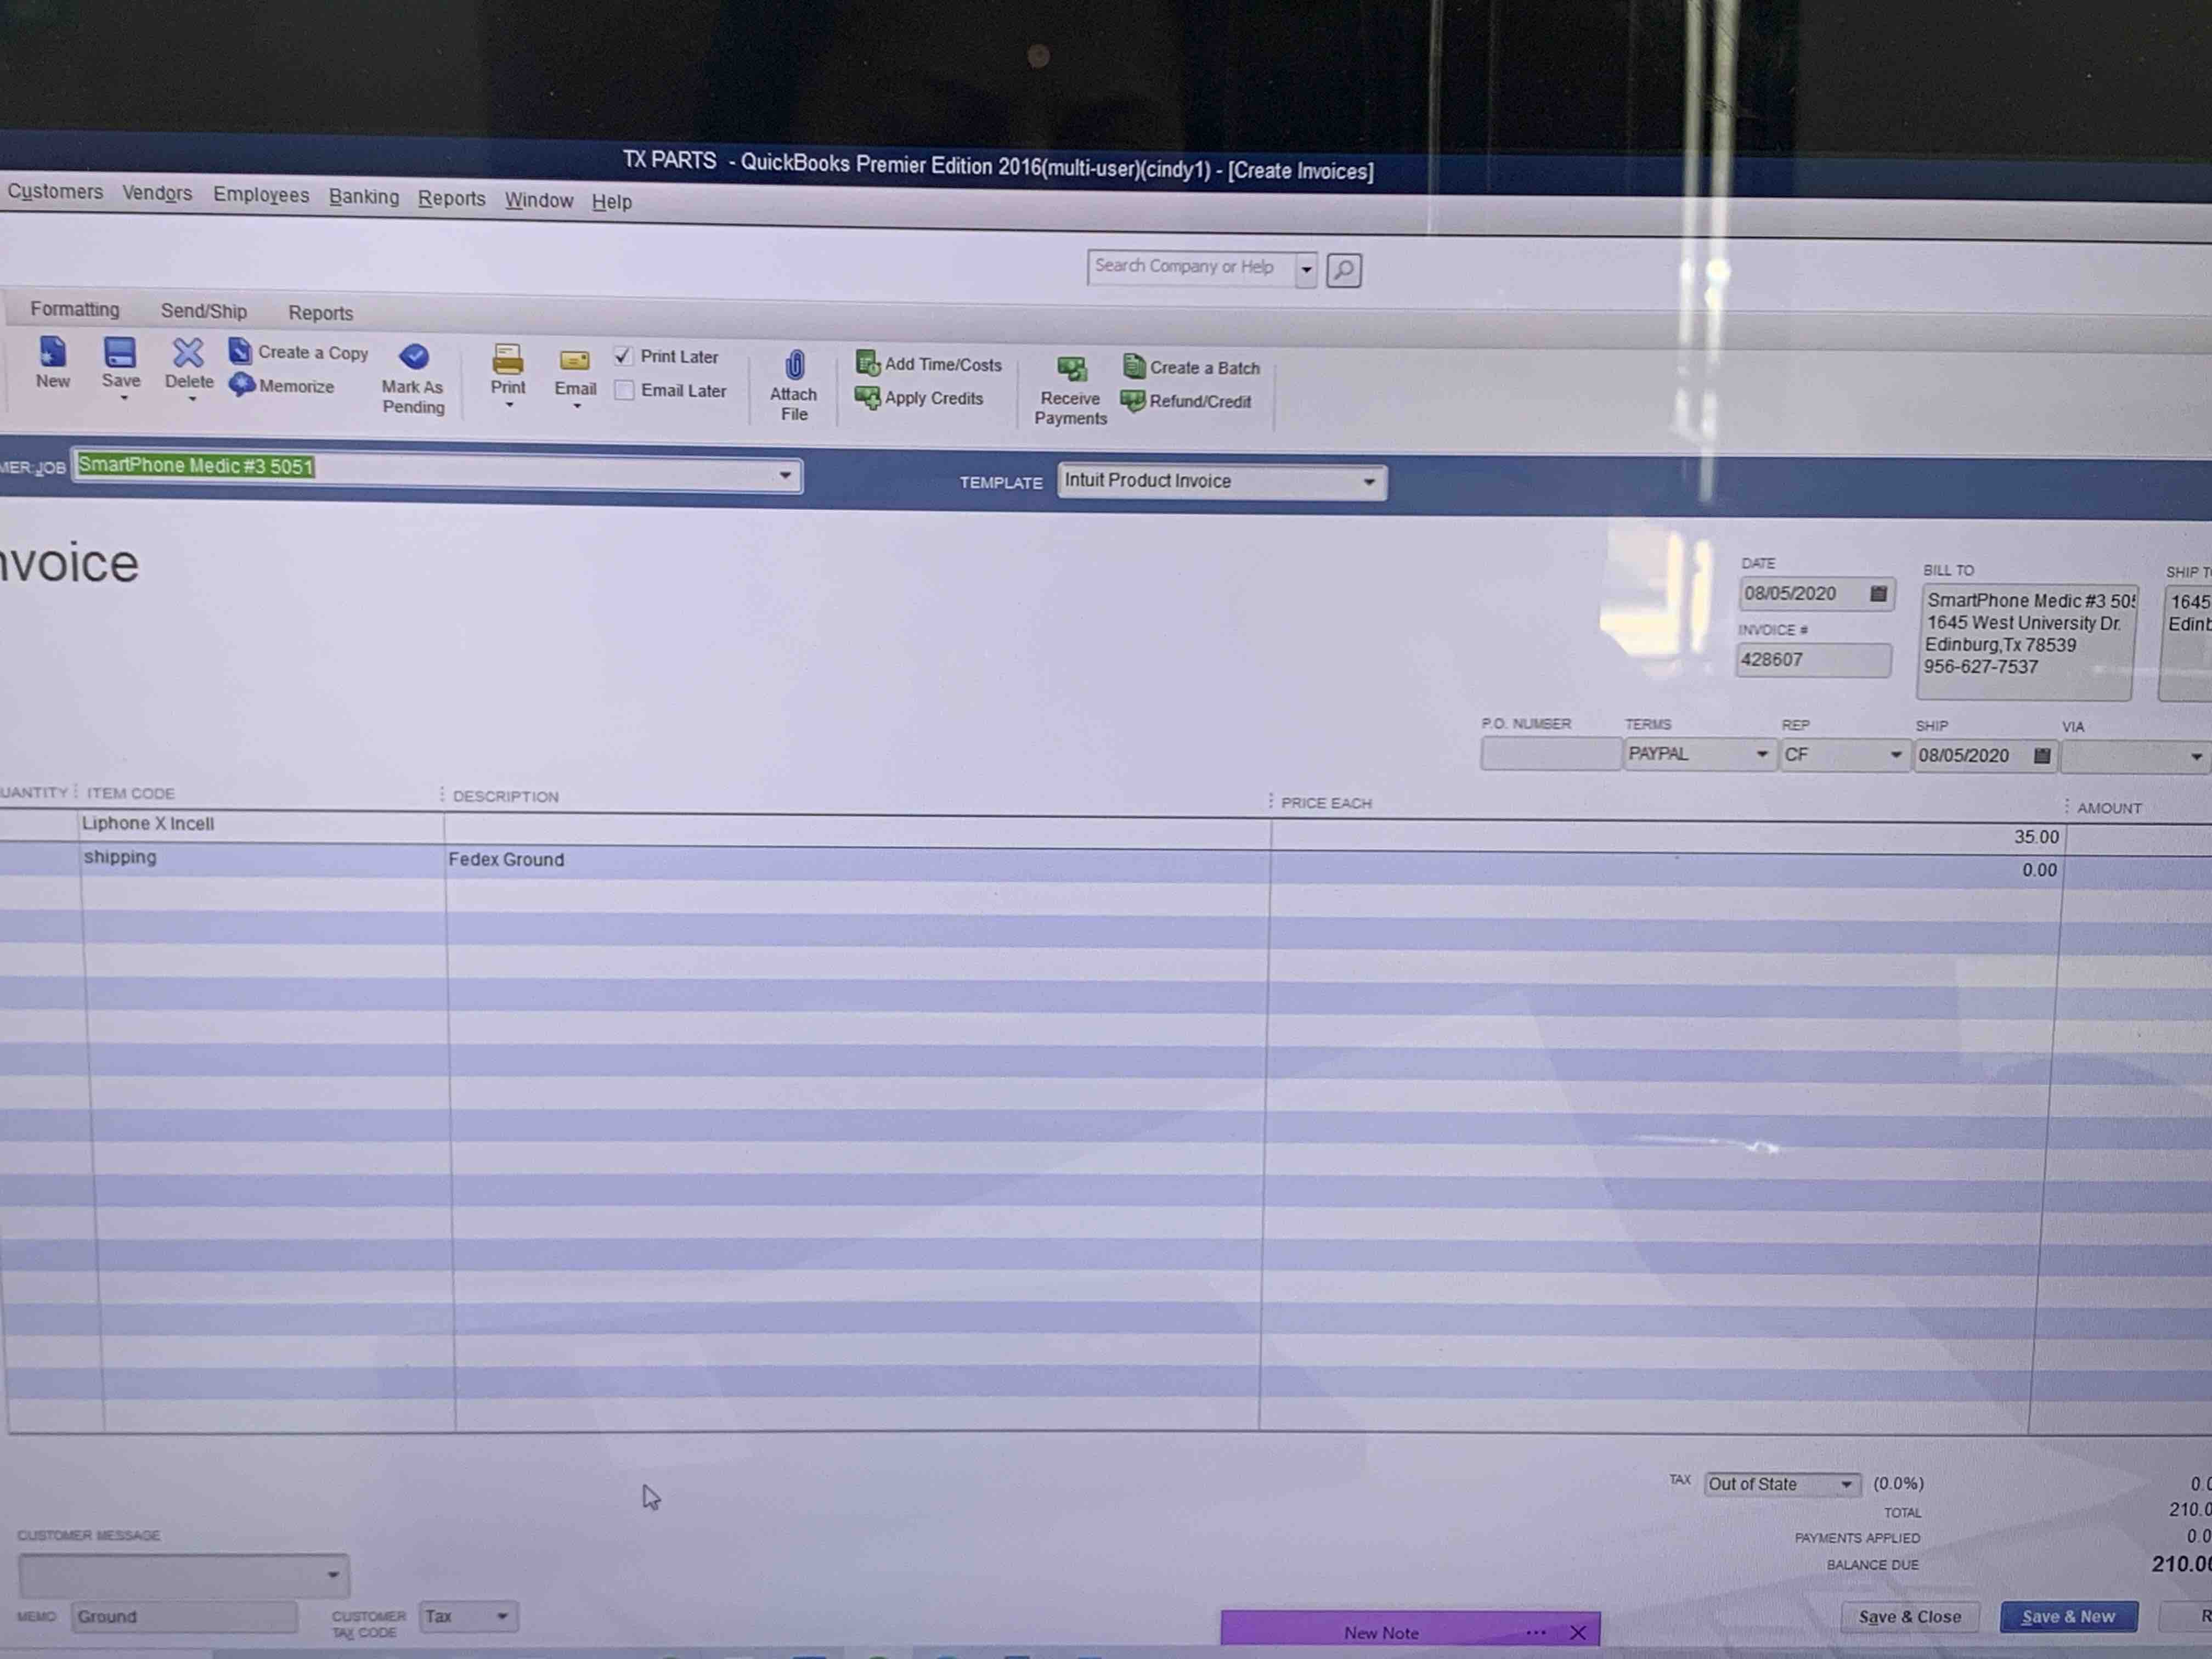 TX PARTS - QuickBooks Premier Edition 2016(multi-user)(cindy1) - [Create Invoices]
Customers Vendors Employees Banking Reports Window Help
Search Company or Help
Formatting Send/Ship Reports
New Save Delete Create a Copy Memorize Mark As Pending Print Email Print Later Email Later Attach File Add Time/Costs Apply Credits Receive Payments Create a Batch Refund/Credit
MER:JOB SmartPhone Medic #3 5051 TEMPLATE Intuit Product Invoice
nvoice
DATE
08/05/2020
INVOICE #
428607
BILL TO
SmartPhone Medic #3 505
1645 West University Dr.
Edinburg,Tx 78539
956-627-7537
SHIP T
1645
Edinb
P.O. NUMBER TERMS REP SHIP VIA
PAYPAL CF 08/05/2020
UANTITY ITEM CODE DESCRIPTION PRICE EACH AMOUNT
Liphone X Incell 35.00
shipping Fedex Ground 0.00
TAX Out of State (0.0%) 0.0
TOTAL 210.0
PAYMENTS APPLIED 0.0
BALANCE DUE 210.00
CUSTOMER MESSAGE
MEMO Ground CUSTOMER TAX CODE Tax
Save & Close Save & New R
New Note